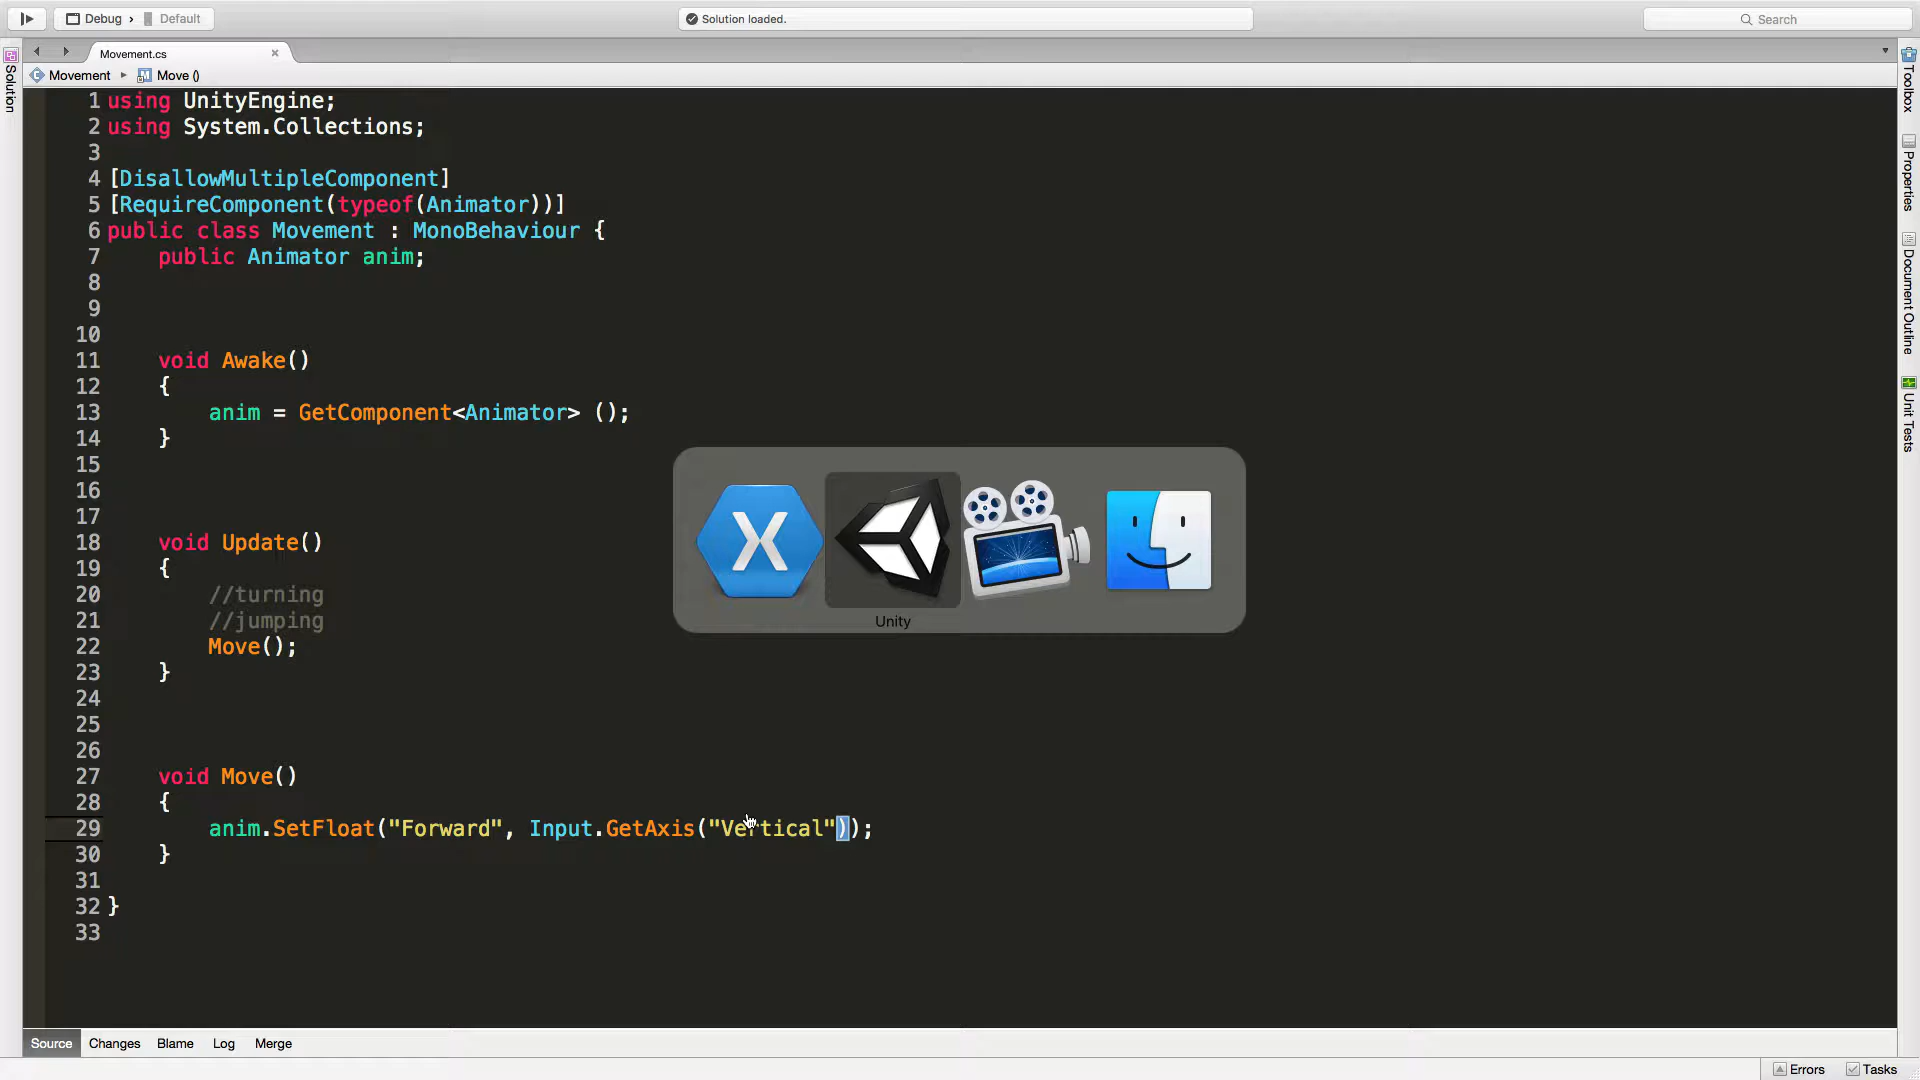 Debug › Default
Solution loaded.
Search
Movement.cs ×
Movement ▸ Move ()
Solution
Toolbox
Properties
Document Outline
Unit Tests
1 using UnityEngine;
2 using System.Collections;
3
4 [DisallowMultipleComponent]
5 [RequireComponent(typeof(Animator))]
6 public class Movement : MonoBehaviour {
7 public Animator anim;
8
9
10
11 void Awake()
12 {
13 anim = GetComponent<Animator> ();
14 }
15
16
17
18 void Update()
19 {
20 //turning
21 //jumping
22 Move();
23 }
24
25
26
27 void Move()
28 {
29 anim.SetFloat("Forward", Input.GetAxis("Vertical"));
30 }
31
32 }
33
Unity
Source Changes Blame Log Merge
Errors Tasks